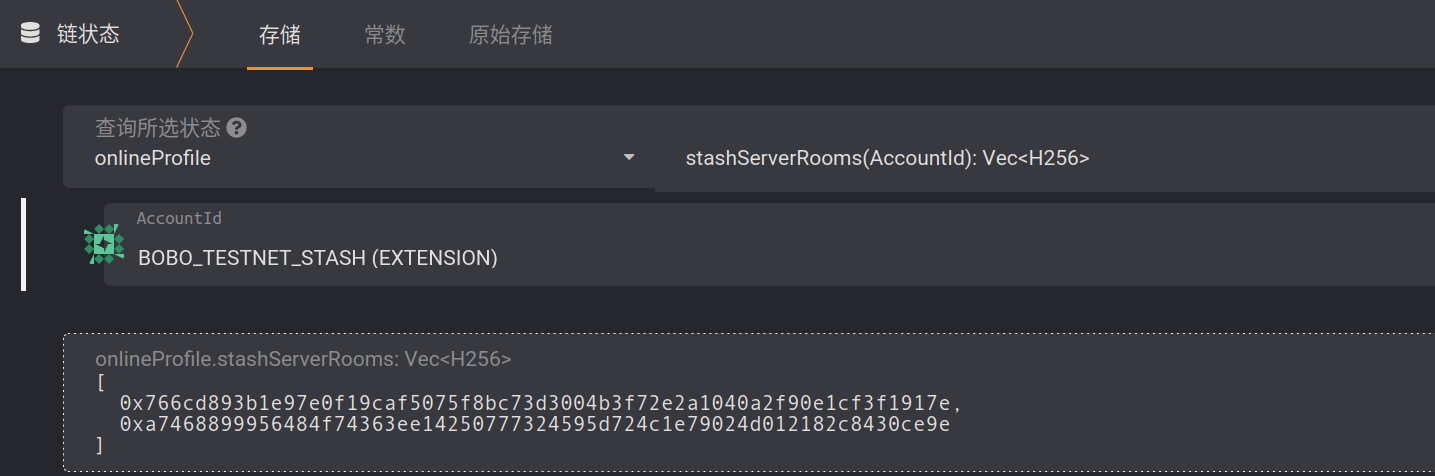 链状态 存储 常数 原始存储
查询所选状态
onlineProfile stashServerRooms(AccountId): Vec<H256>
AccountId
BOBO_TESTNET_STASH (EXTENSION)
onlineProfile.stashServerRooms: Vec<H256>
[
0x766cd893b1e97e0f19caf5075f8bc73d3004b3f72e2a1040a2f90e1cf3f1917e,
0xa7468899956484f74363ee14250777324595d724c1e79024d012182c8430ce9e
]